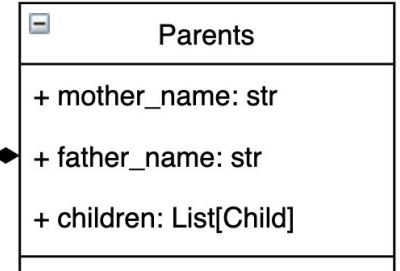 Parents
+ mother_name: str
+ father_name: str
+ children: List[Child]